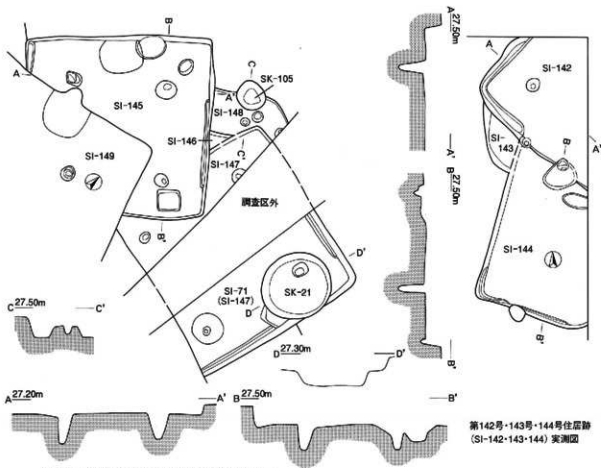 B
A
SI-145
SI-149
SI-146
SI-147
SI-148
SK-105
C
A'
C'
B'
調査区外
SI-71
(SI-147)
SK-21
D'
D
A 27.50m
A'
B 27.50m
B'
A
SI-142
SI-143
B
A'
SI-144
B'
C 27.50m
C'
D 27.30m
D'
A 27.20m
A'
B 27.50m
B'
第142号・143号・144号住居跡
(SI-142・143・144) 実測図